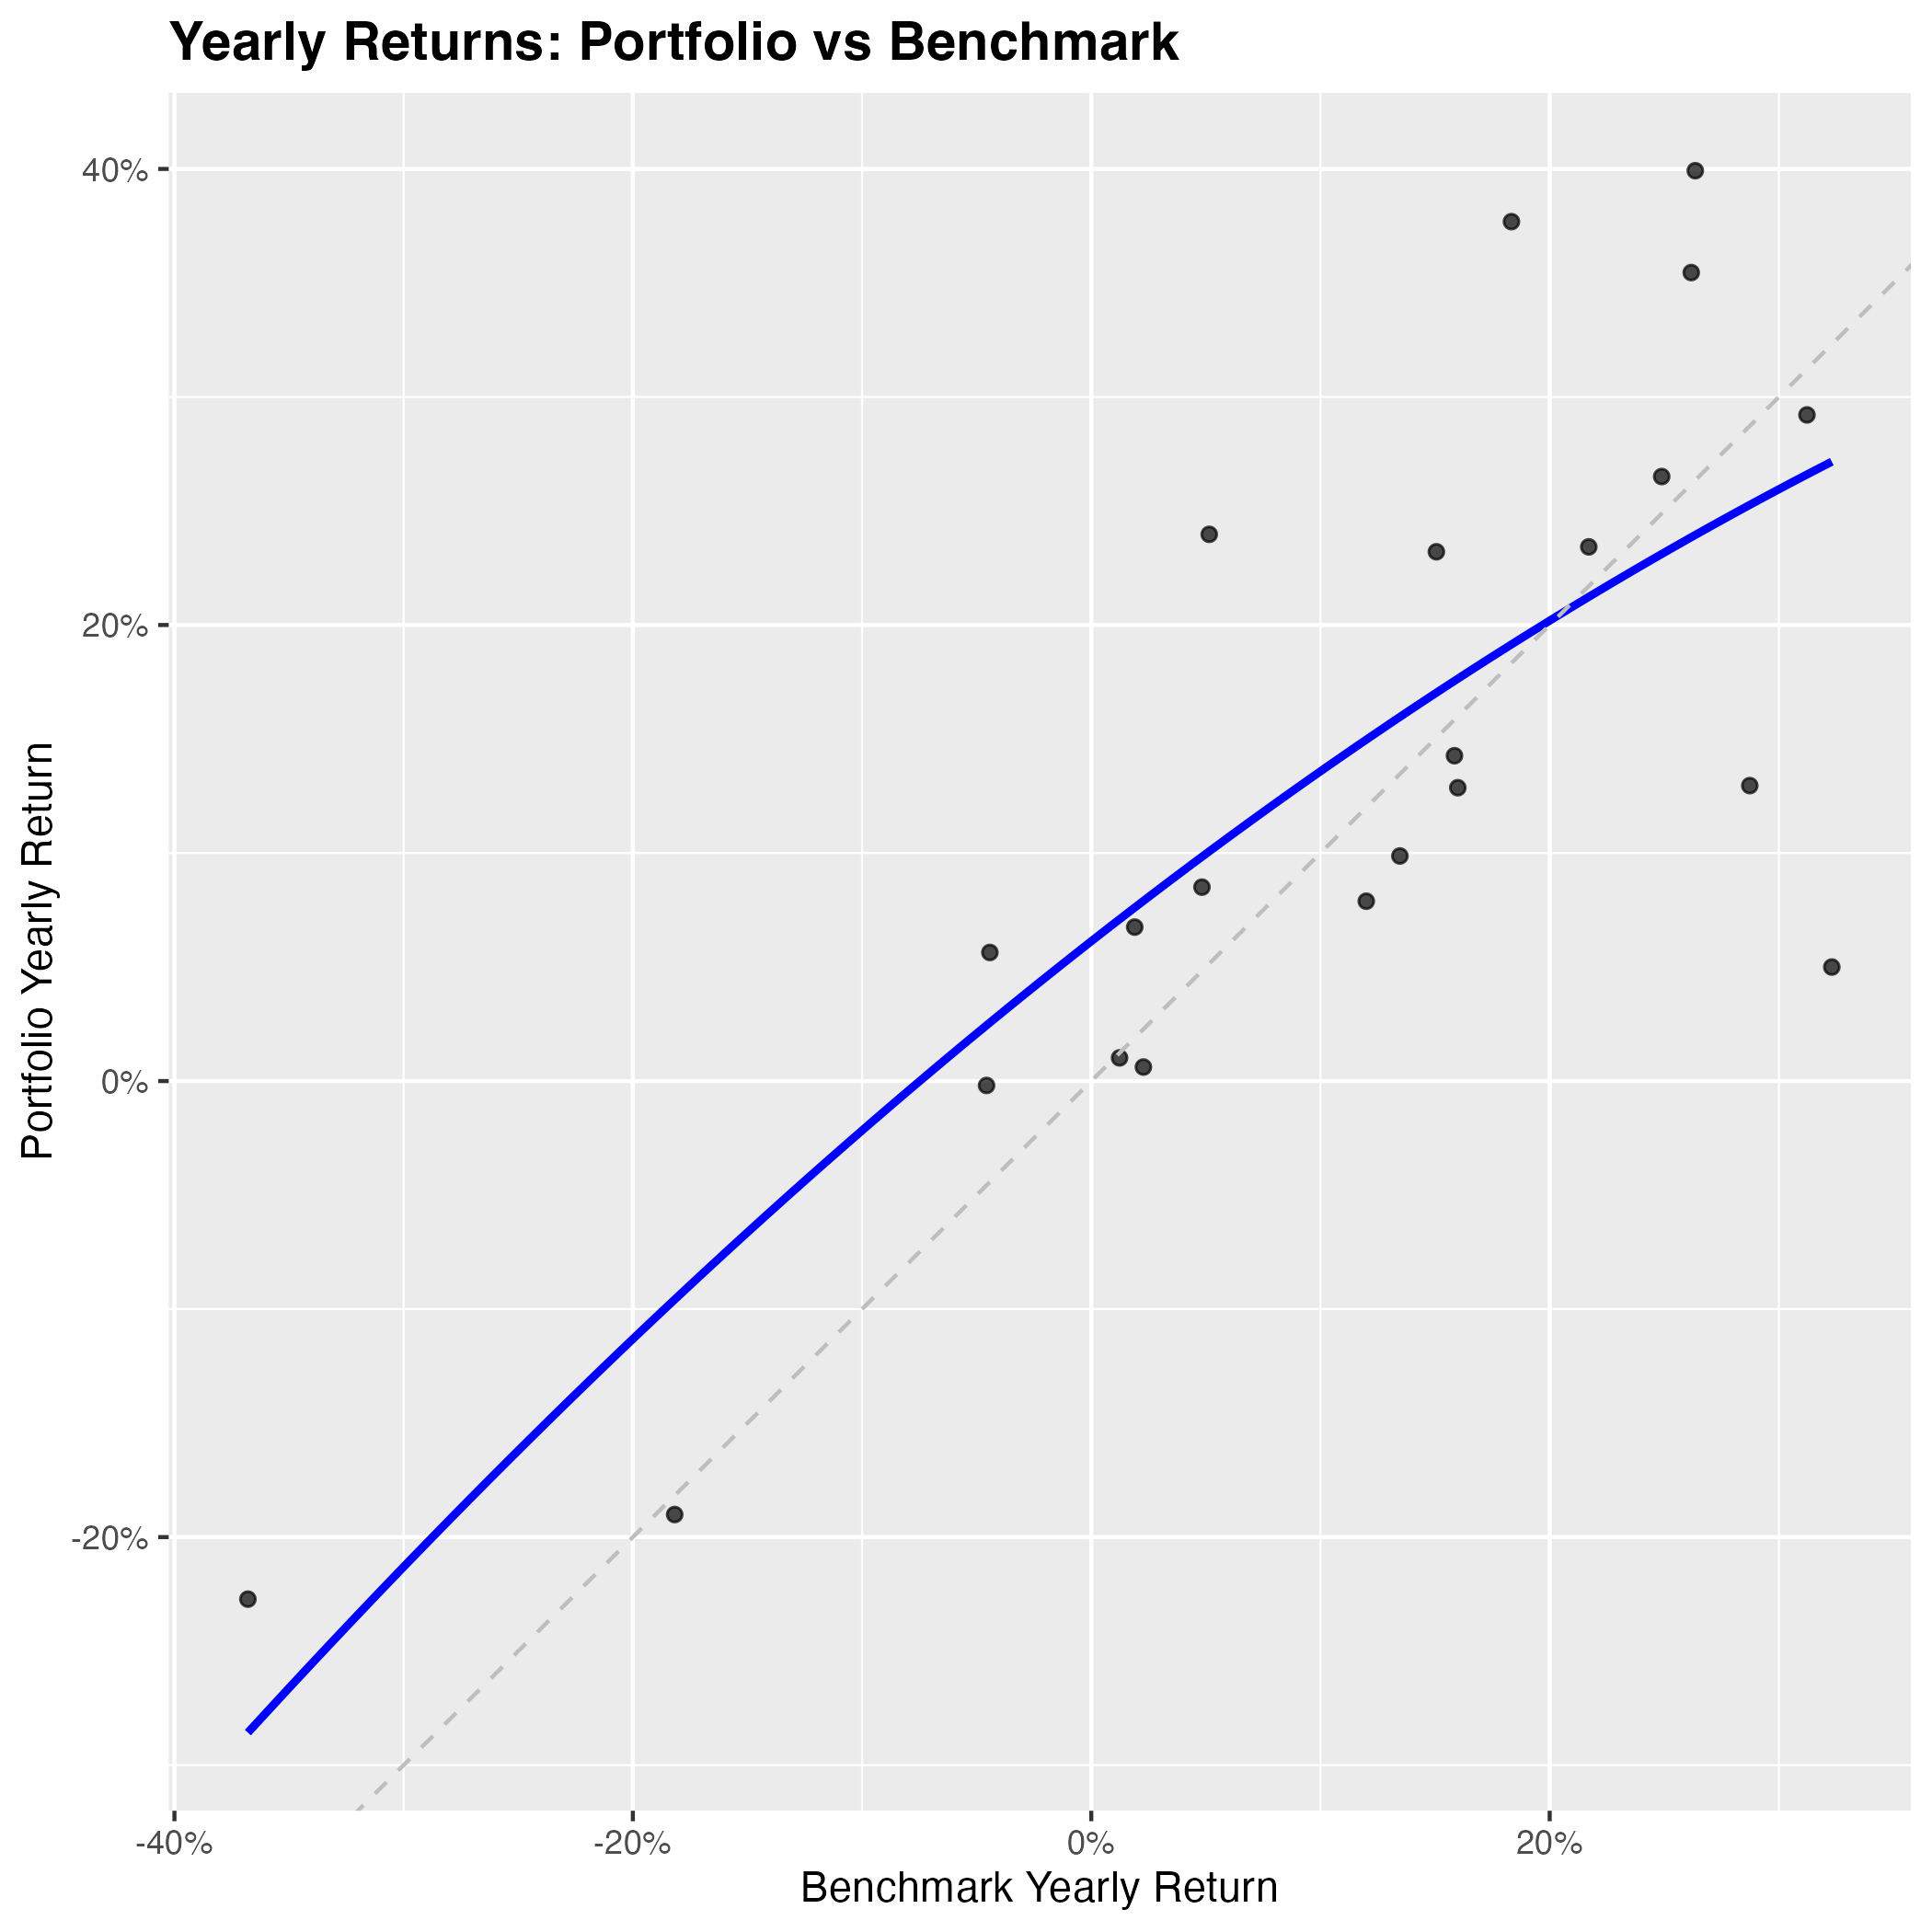 Yearly Returns: Portfolio vs Benchmark
40%
20%
0%
-20%
Portfolio Yearly Return
-40%
-20%
0%
20%
Benchmark Yearly Return